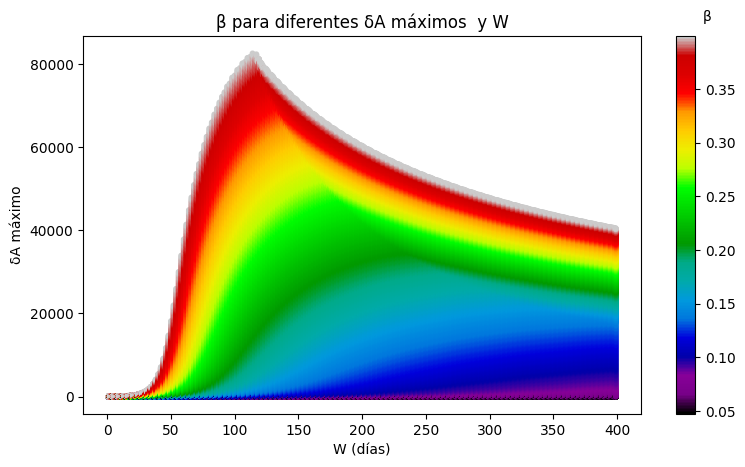 β para diferentes δA máximos y W
β
δA máximo
80000
60000
40000
20000
0
0 50 100 150 200 250 300 350 400
W (días)
0.35
0.30
0.25
0.20
0.15
0.10
0.05